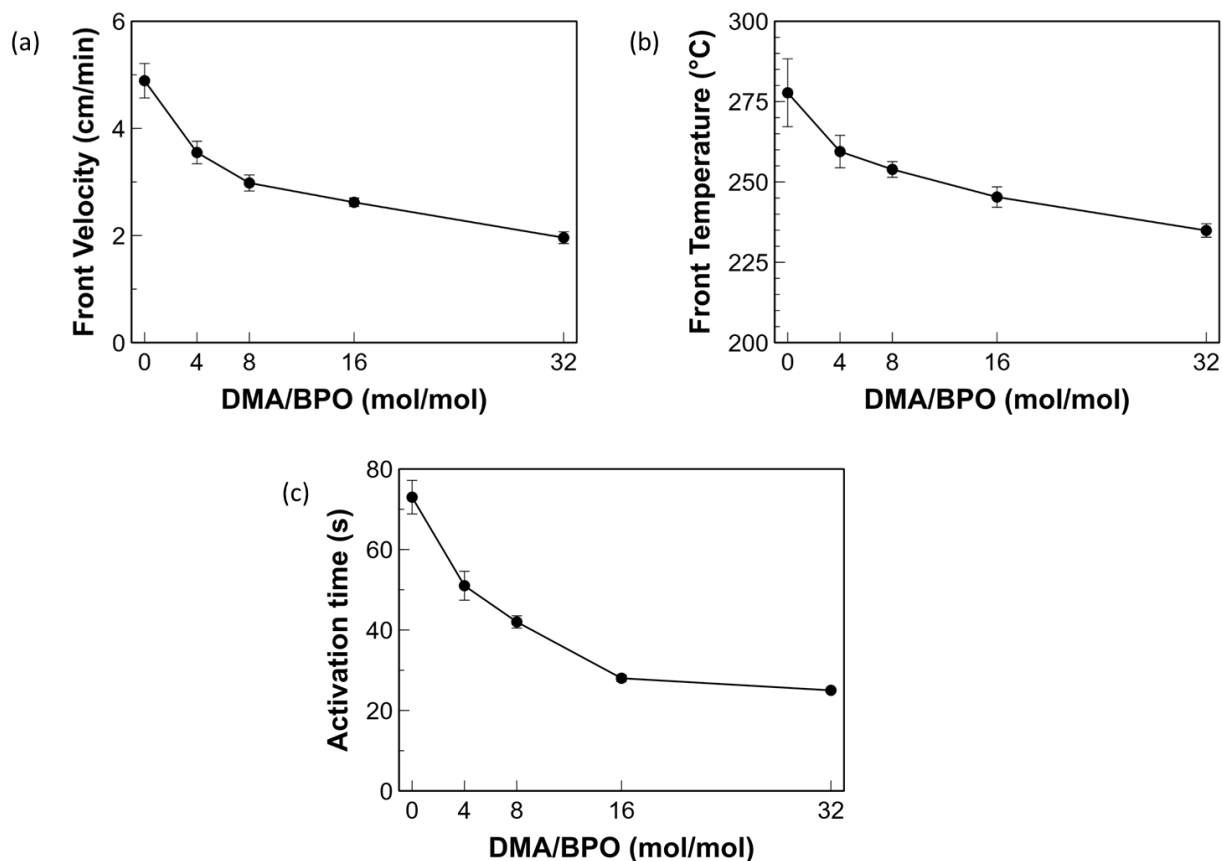 (a)
Front Velocity (cm/min)
6
4
2
0
0 4 8 16 32
DMA/BPO (mol/mol)
(b)
Front Temperature (°C)
300
275
250
225
200
0 4 8 16 32
DMA/BPO (mol/mol)
(c)
Activation time (s)
80
60
40
20
0
0 4 8 16 32
DMA/BPO (mol/mol)